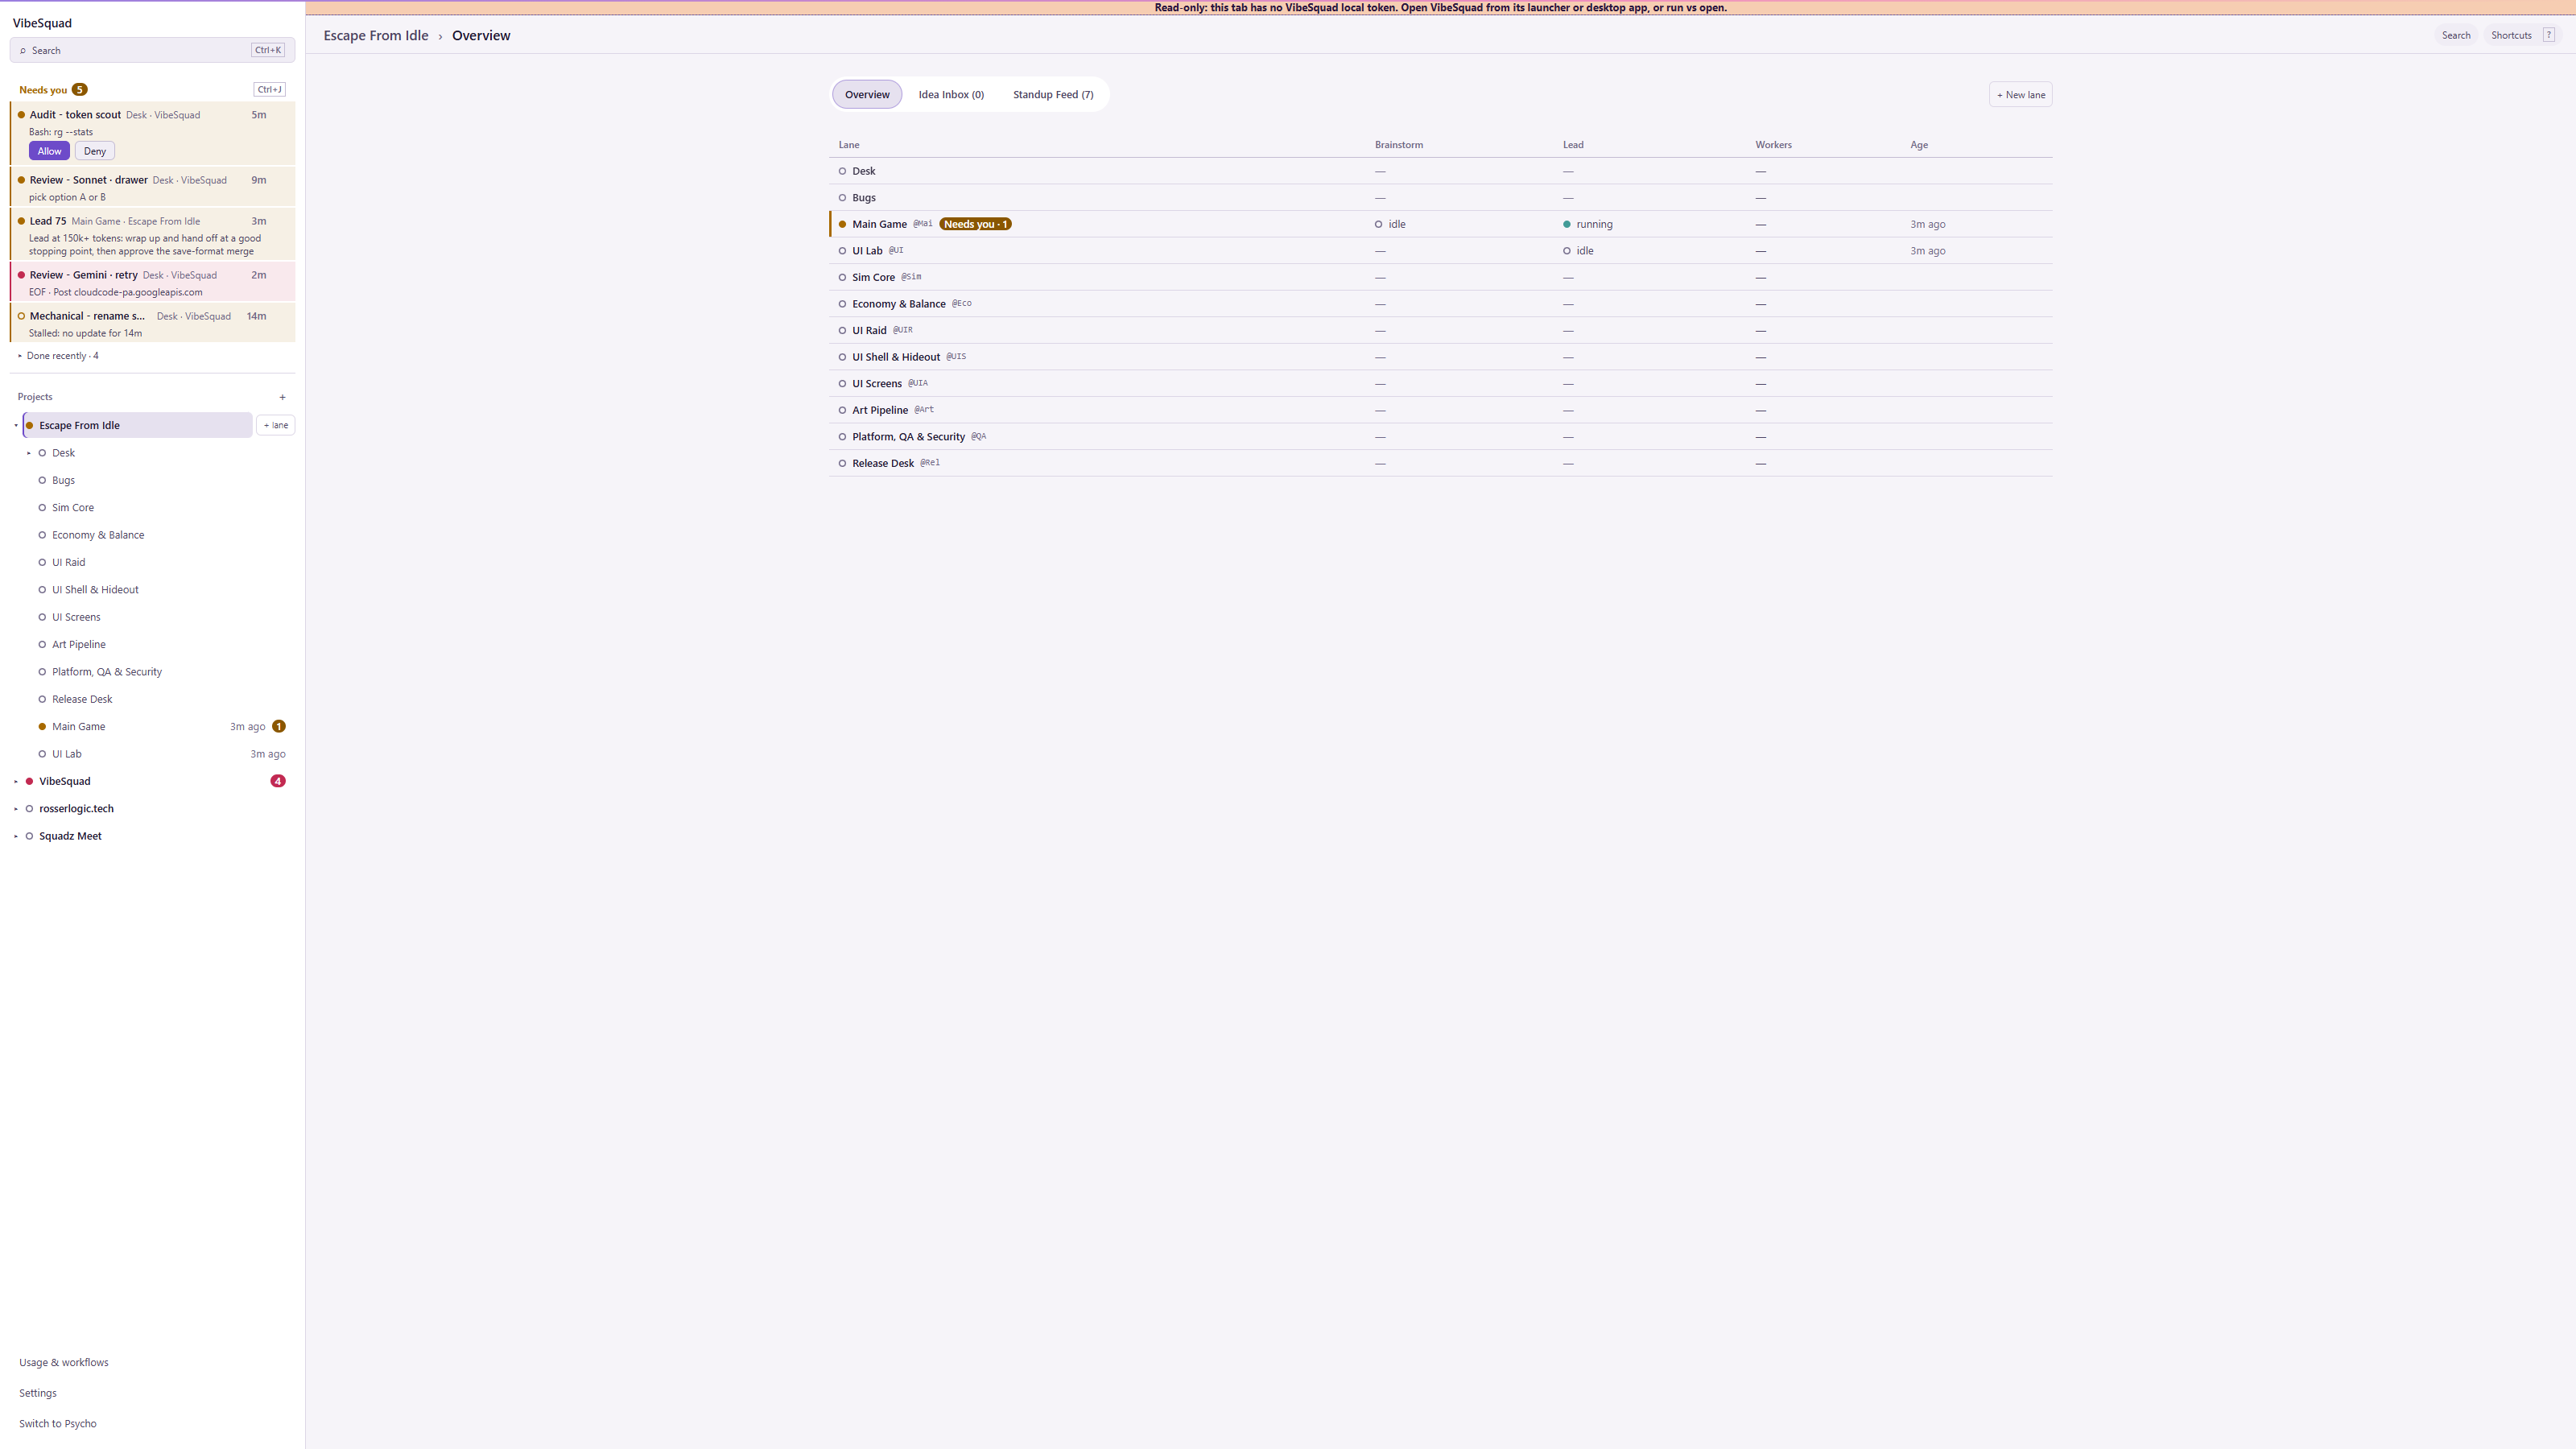 Read-only: this tab has no VibeSquad local token. Open VibeSquad from its launcher or desktop app, or run vs open.
VibeSquad
Search Ctrl+K
Needs you 5 Ctrl+J
Audit - token scout Desk · VibeSquad 5m
Bash: rg --stats
Allow Deny
Review - Sonnet · drawer Desk · VibeSquad 9m
pick option A or B
Lead 75 Main Game · Escape From Idle 3m
Lead at 150k+ tokens: wrap up and hand off at a good
stopping point, then approve the save-format merge
Review - Gemini · retry Desk · VibeSquad 2m
EOF · Post cloudcode-pa.googleapis.com
Mechanical - rename s... Desk · VibeSquad 14m
Stalled: no update for 14m
Done recently · 4
Projects +
Escape From Idle + lane
Desk
Bugs
Sim Core
Economy & Balance
UI Raid
UI Shell & Hideout
UI Screens
Art Pipeline
Platform, QA & Security
Release Desk
Main Game 3m ago 1
UI Lab 3m ago
VibeSquad 4
rosserlogic.tech
Squadz Meet
Usage & workflows
Settings
Switch to Psycho
Escape From Idle › Overview Search Shortcuts ?
Overview Idea Inbox (0) Standup Feed (7) + New lane
Lane Brainstorm Lead Workers Age
Desk — — —
Bugs — — —
Main Game @Mai Needs you · 1 idle running — 3m ago
UI Lab @UI — idle — 3m ago
Sim Core @Sim — — —
Economy & Balance @Eco — — —
UI Raid @UIR — — —
UI Shell & Hideout @UIS — — —
UI Screens @UIA — — —
Art Pipeline @Art — — —
Platform, QA & Security @QA — — —
Release Desk @Rel — — —